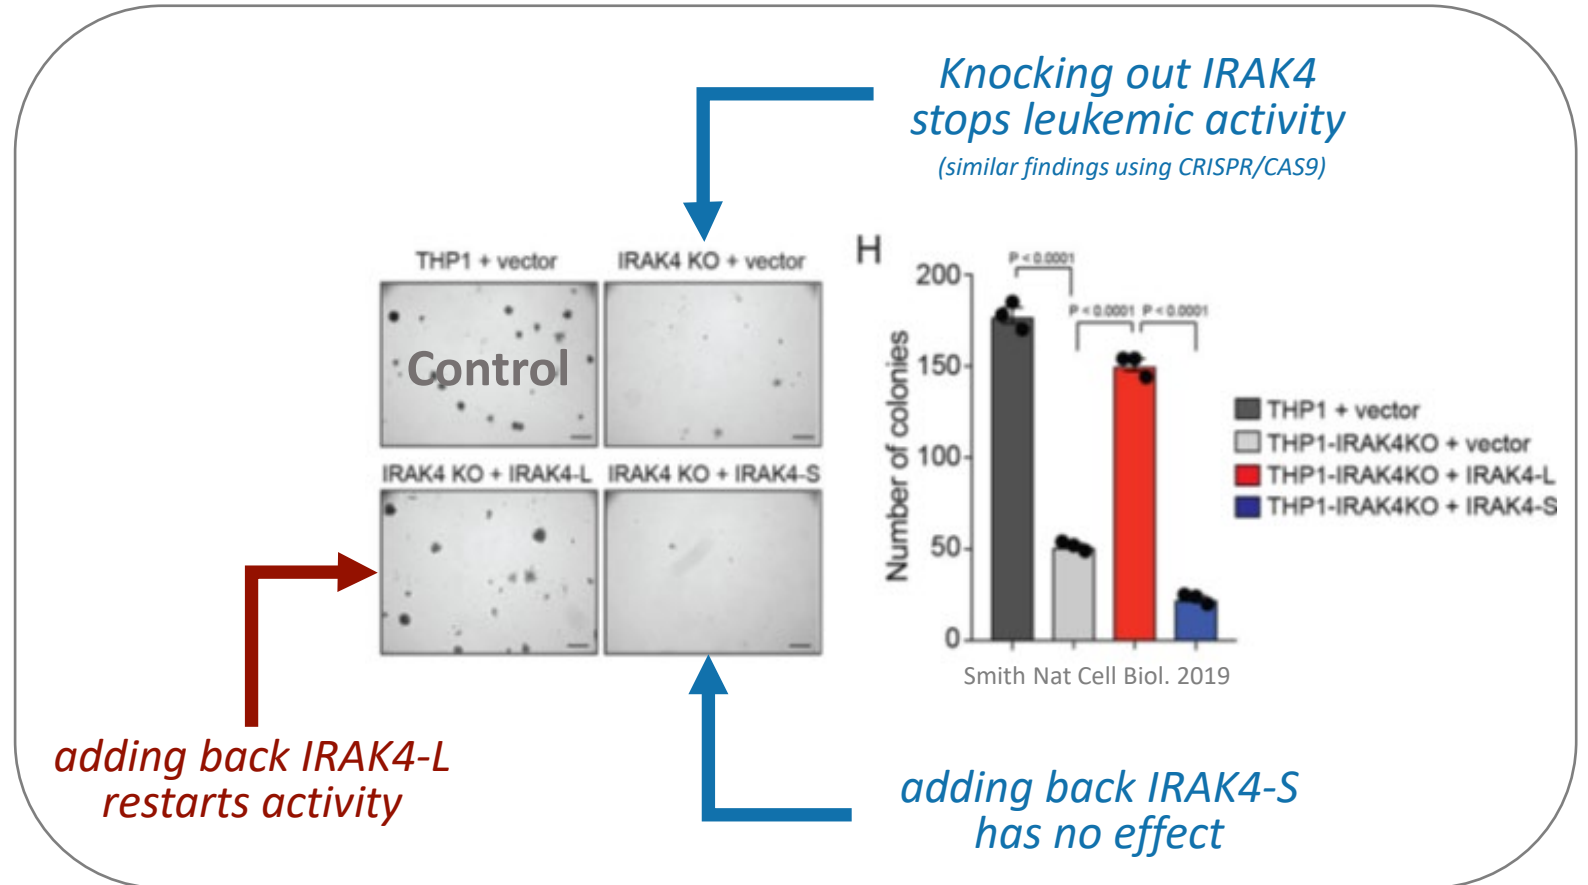 Knocking out IRAK4
stops leukemic activity
(similar findings using CRISPR/CAS9)
THP1 + vector
IRAK4 KO + vector
Control
IRAK4 KO + IRAK4-L
IRAK4 KO + IRAK4-S
H
P < 0.0001
P < 0.0001
P < 0.0001
Number of colonies
200
150
100
50
0
THP1 + vector
THP1-IRAK4KO + vector
THP1-IRAK4KO + IRAK4-L
THP1-IRAK4KO + IRAK4-S
Smith Nat Cell Biol. 2019
adding back IRAK4-L
restarts activity
adding back IRAK4-S
has no effect